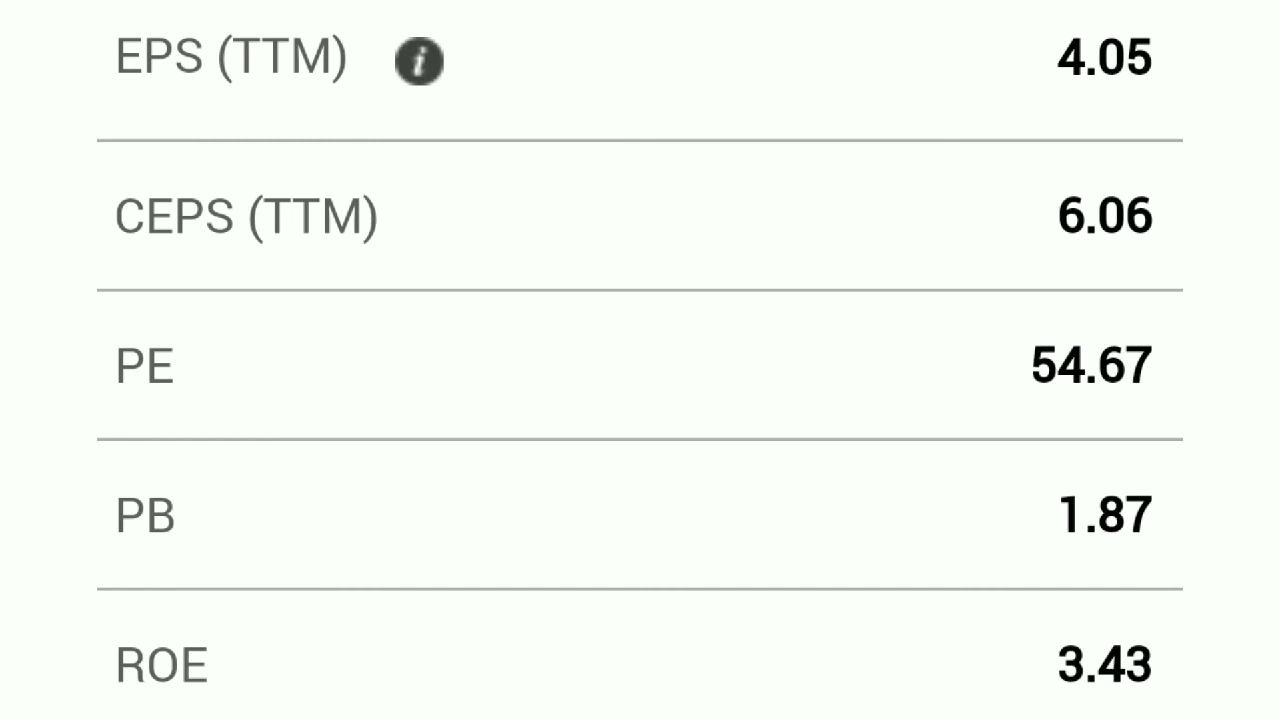 EPS (TTM) i 4.05
CEPS (TTM) 6.06
PE 54.67
PB 1.87
ROE 3.43